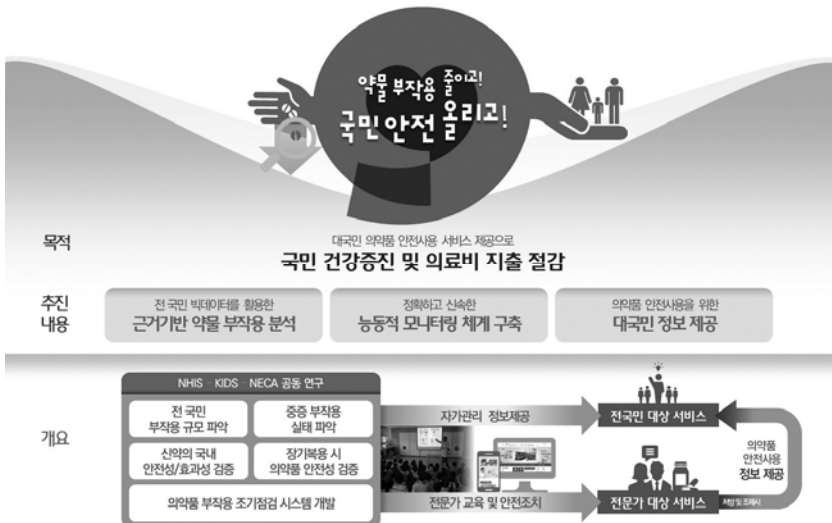 약물 부작용 줄이고!
국민 안전 올리고!
목적
대국민 의약품 안전사용 서비스 제공으로
국민 건강증진 및 의료비 지출 절감
추진
내용
전 국민 빅데이터를 활용한
근거기반 약물 부작용 분석
정확하고 신속한
능동적 모니터링 체계 구축
의약품 안전사용을 위한
대국민 정보 제공
개요
NHIS - KIDS - NECA 공동 연구
전 국민
부작용 규모 파악
중증 부작용
실태 파악
신약의 국내
안전성/효과성 검증
장기복용 시
의약품 안전성 검증
의약품 부작용 조기점검 시스템 개발
자가관리 정보제공
전문가 교육 및 안전조치
전국민 대상 서비스
전문가 대상 서비스
의약품
안전사용
정보 제공
처방 및 조제시